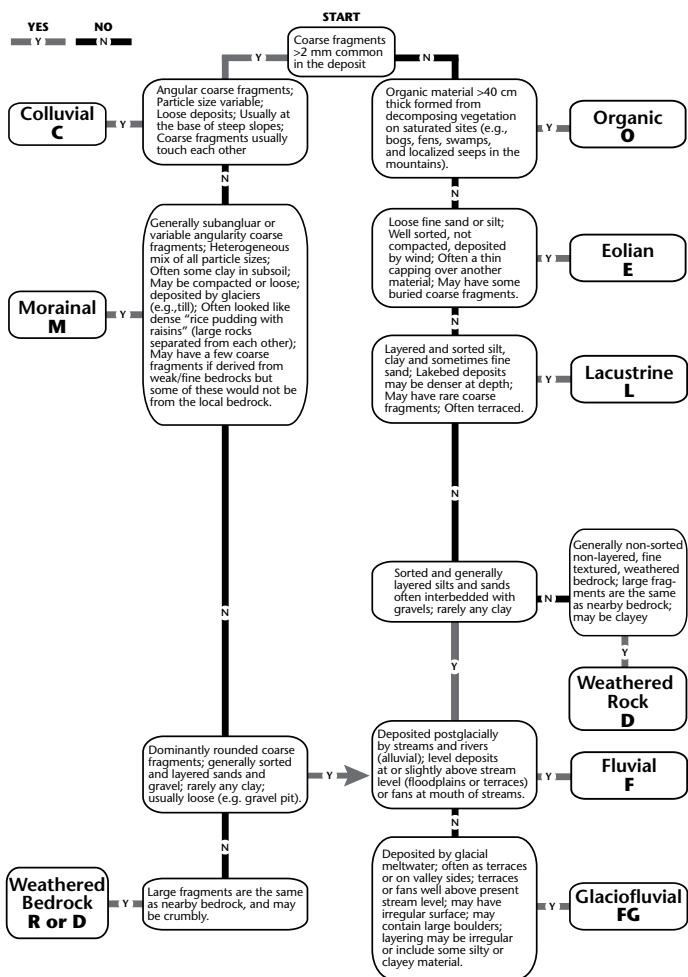 START
YES
NO
Y
N
Coarse fragments
>2 mm common
in the deposit
Y
N
Angular coarse fragments;
Particle size variable;
Loose deposits; Usually at
the base of steep slopes;
Coarse fragments usually
touch each other
Y
Colluvial
C
N
Generally subangluar or
variable angularity coarse
fragments; Heterogeneous
mix of all particle sizes;
Often some clay in subsoil;
May be compacted or loose;
deposited by glaciers
(e.g.,till); Often looked like
dense “rice pudding with
raisins” (large rocks
separated from each other);
May have a few coarse
fragments if derived from
weak/fine bedrocks but
some of these would not be
from the local bedrock.
Y
Morainal
M
N
Dominantly rounded coarse
fragments; generally sorted
and layered sands and
gravel; rarely any clay;
usually loose (e.g. gravel pit).
Y
N
Large fragments are the same
as nearby bedrock, and may
be crumbly.
Y
Weathered
Bedrock
R or D
Organic material >40 cm
thick formed from
decomposing vegetation
on saturated sites (e.g.,
bogs, fens, swamps,
and localized seeps in the
mountains).
Y
Organic
O
N
Loose fine sand or silt;
Well sorted, not
compacted, deposited
by wind; Often a thin
capping over another
material; May have some
buried coarse fragments.
Y
Eolian
E
N
Layered and sorted silt,
clay and sometimes fine
sand; Lakebed deposits
may be denser at depth;
May have rare coarse
fragments; Often terraced.
Y
Lacustrine
L
N
Sorted and generally
layered silts and sands
often interbedded with
gravels; rarely any clay
N
Generally non-sorted
non-layered, fine
textured, weathered
bedrock; large frag-
ments are the same
as nearby bedrock;
may be clayey
Y
Weathered
Rock
D
Y
Deposited postglacially
by streams and rivers
(alluvial); level deposits
at or slightly above stream
level (floodplains or terraces)
or fans at mouth of streams.
Y
Fluvial
F
N
Deposited by glacial
meltwater; often as terraces
or on valley sides; terraces
or fans well above present
stream level; may have
irregular surface; may
contain large boulders;
layering may be irregular
or include some silty or
clayey material.
Y
Glaciofluvial
FG